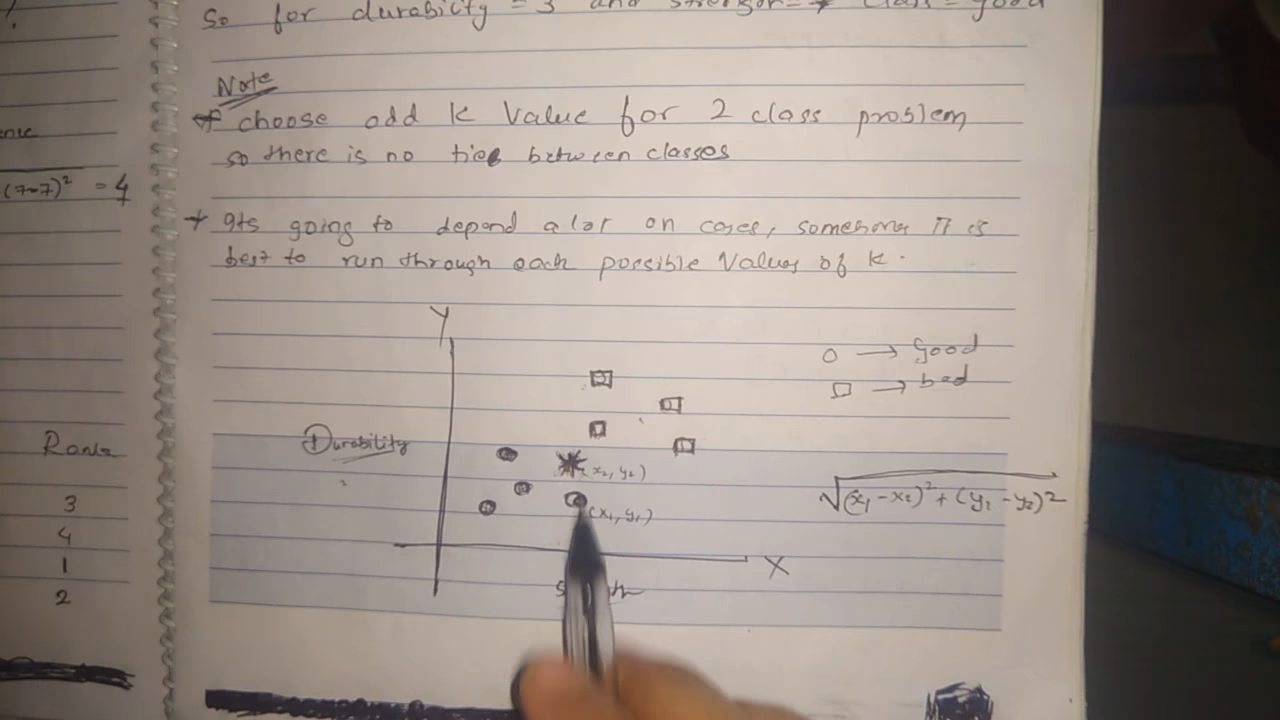 So for durability = 3 and
Note
choose odd k Value for 2 class problem
so there is no tie between classes
(7-7)² = 4
* Its going to depend a lot on cases, somehows it is
best to run through each possible Values of k.
Y
○ → Good
□ → bad
Durability
Rank
(x2, y2)
√(x1 - x2)² + (y1 - y2)²
3
(x1, y1)
4
X
1
2